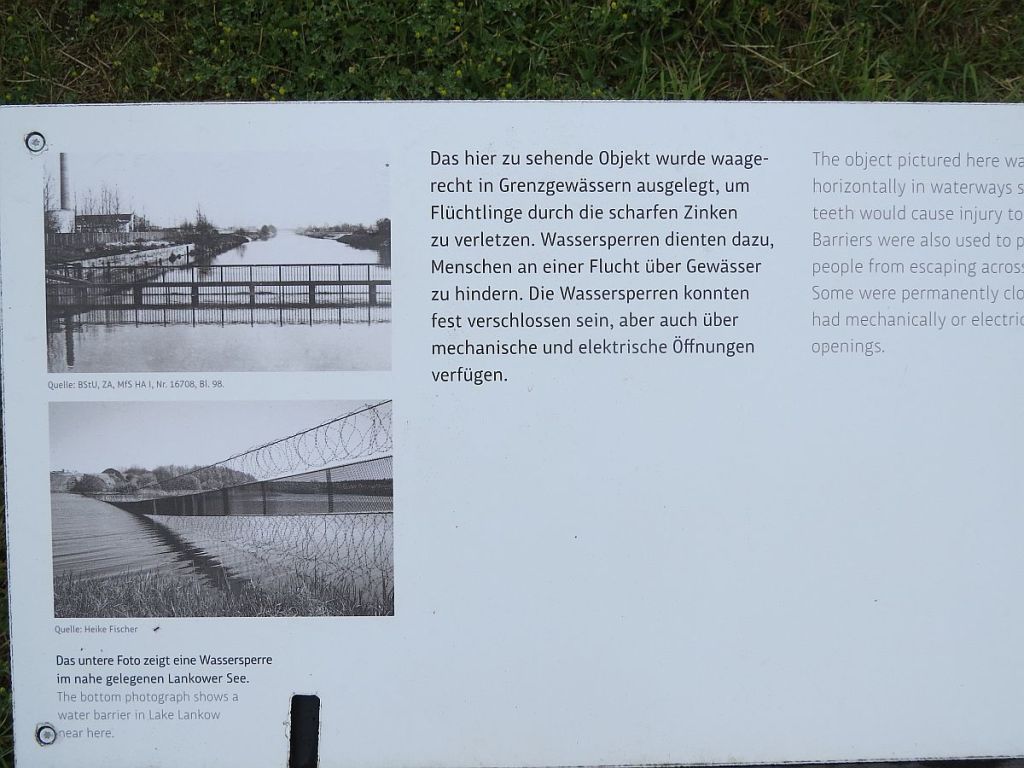 Quelle: BStU, ZA, MfS HA I, Nr. 16708, Bl. 98.
Quelle: Heike Fischer
Das untere Foto zeigt eine Wassersperre
im nahe gelegenen Lankower See.
The bottom photograph shows a
water barrier in Lake Lankow
near here.
Das hier zu sehende Objekt wurde waage-
recht in Grenzgewässern ausgelegt, um
Flüchtlinge durch die scharfen Zinken
zu verletzen. Wassersperren dienten dazu,
Menschen an einer Flucht über Gewässer
zu hindern. Die Wassersperren konnten
fest verschlossen sein, aber auch über
mechanische und elektrische Öffnungen
verfügen.
The object pictured here
horizontally in waterways
teeth would cause injury to
Barriers were also used to
people from escaping
Some were permanently
had mechanically or
openings.